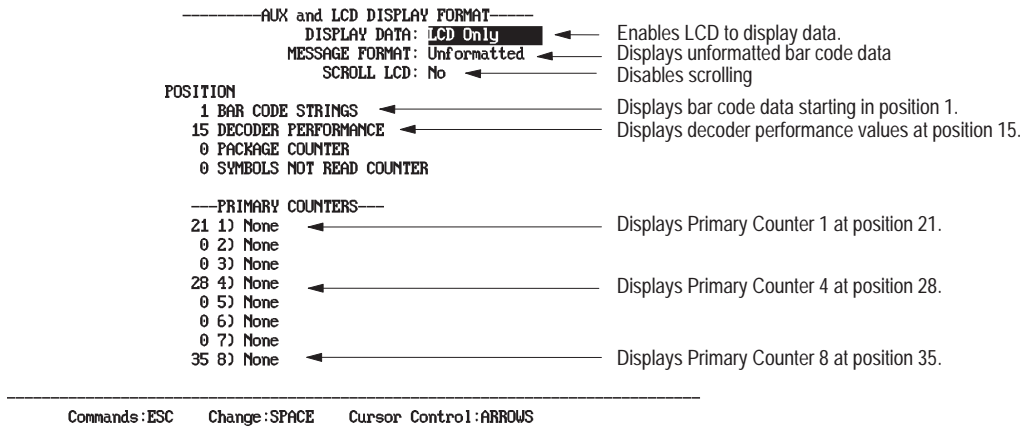 ---------AUX and LCD DISPLAY FORMAT-----
DISPLAY DATA: LCD Only Enables LCD to display data.
MESSAGE FORMAT: Unformatted Displays unformatted bar code data
SCROLL LCD: No Disables scrolling
POSITION
1 BAR CODE STRINGS Displays bar code data starting in position 1.
15 DECODER PERFORMANCE Displays decoder performance values at position 15.
0 PACKAGE COUNTER
0 SYMBOLS NOT READ COUNTER
---PRIMARY COUNTERS---
21 1) None Displays Primary Counter 1 at position 21.
0 2) None
0 3) None
28 4) None Displays Primary Counter 4 at position 28.
0 5) None
0 6) None
0 7) None
35 8) None Displays Primary Counter 8 at position 35.
Commands:ESC Change:SPACE Cursor Control:ARROWS